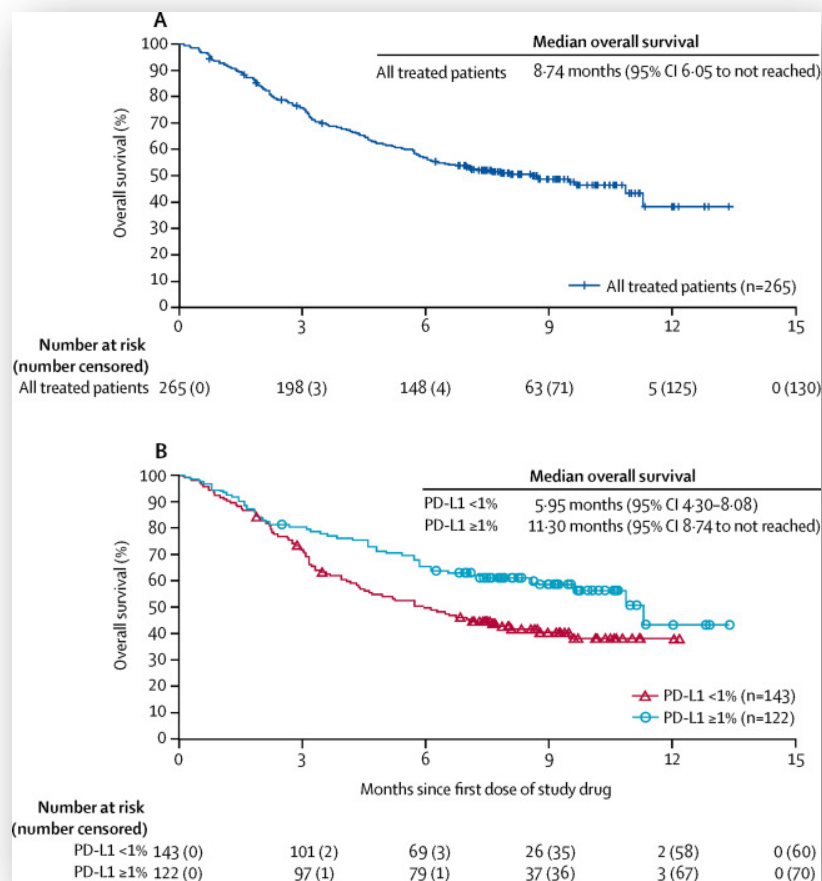 A
Median overall survival
All treated patients 8·74 months (95% CI 6·05 to not reached)
100
90
80
70
60
50
40
30
20
10
0
Overall survival (%)
All treated patients (n=265)
0 3 6 9 12 15
Number at risk
(number censored)
All treated patients 265 (0) 198 (3) 148 (4) 63 (71) 5 (125) 0 (130)
B
Median overall survival
PD-L1 <1% 5·95 months (95% CI 4·30–8·08)
PD-L1 ≥1% 11·30 months (95% CI 8·74 to not reached)
100
90
80
70
60
50
40
30
20
10
0
Overall survival (%)
PD-L1 <1% (n=143)
PD-L1 ≥1% (n=122)
0 3 6 9 12 15
Months since first dose of study drug
Number at risk
(number censored)
PD-L1 <1% 143 (0) 101 (2) 69 (3) 26 (35) 2 (58) 0 (60)
PD-L1 ≥1% 122 (0) 97 (1) 79 (1) 37 (36) 3 (67) 0 (70)